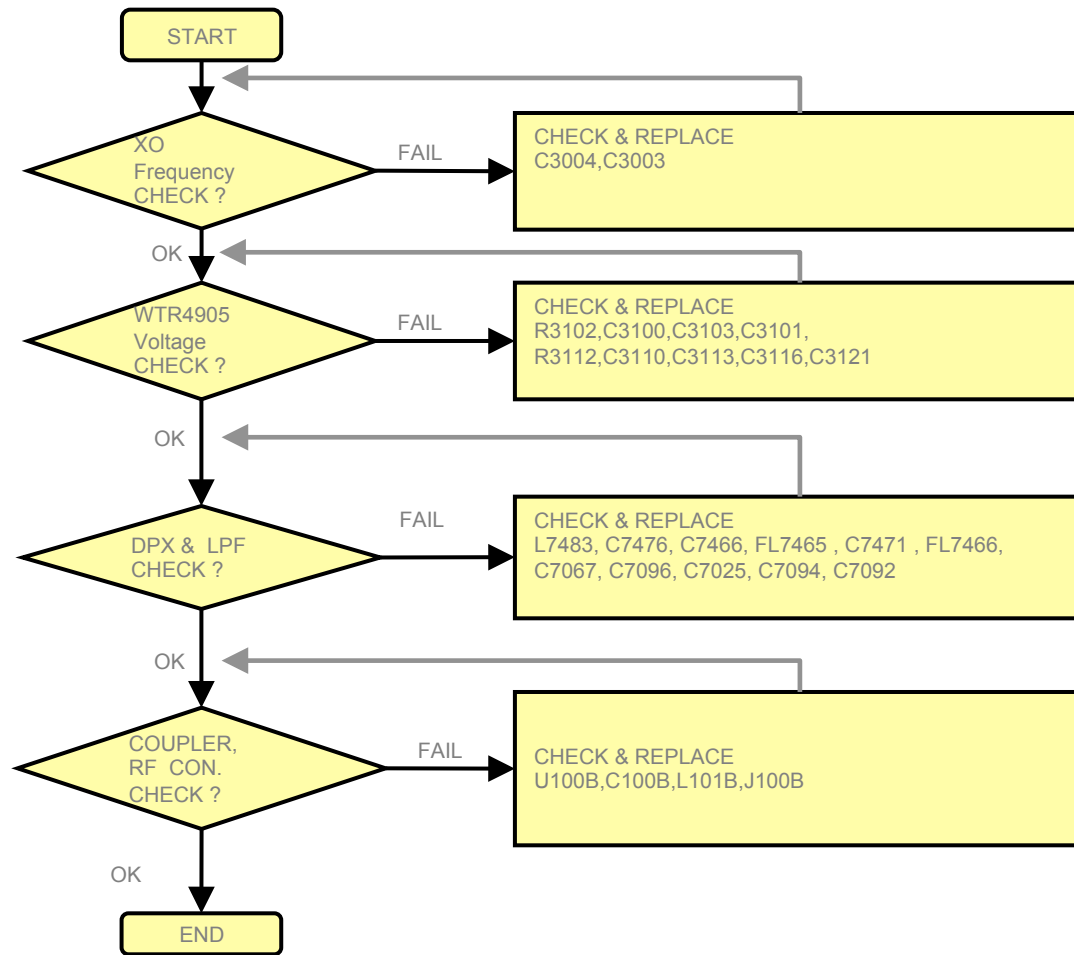 START
XO
Frequency
CHECK ?
FAIL
CHECK & REPLACE
C3004,C3003
OK
WTR4905
Voltage
CHECK ?
FAIL
CHECK & REPLACE
R3102,C3100,C3103,C3101,
R3112,C3110,C3113,C3116,C3121
OK
DPX & LPF
CHECK ?
FAIL
CHECK & REPLACE
L7483, C7476, C7466, FL7465 , C7471 , FL7466,
C7067, C7096, C7025, C7094, C7092
OK
COUPLER,
RF CON.
CHECK ?
FAIL
CHECK & REPLACE
U100B,C100B,L101B,J100B
OK
END